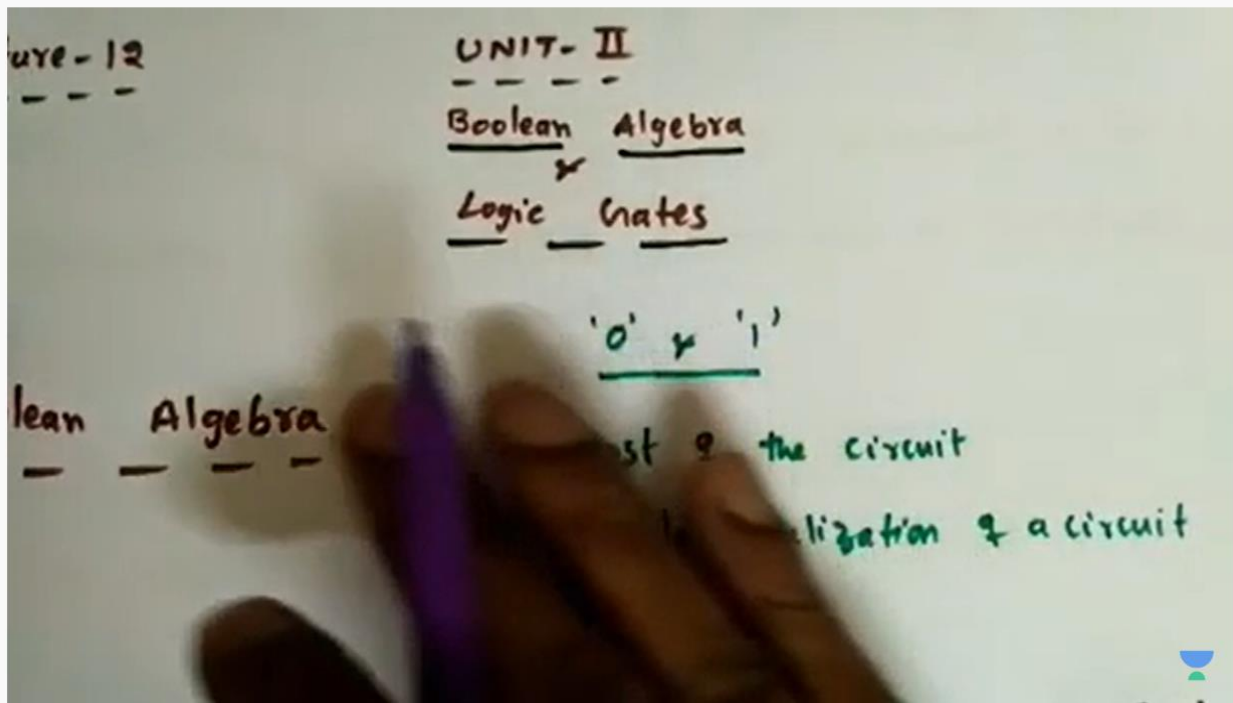 ure-12
UNIT-II
Boolean Algebra
&
Logic Gates
'0' & '1'
lean Algebra
st of the circuit
lization of a circuit